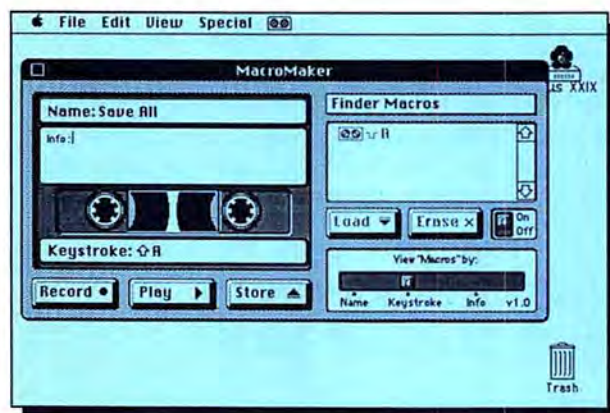 File Edit View Special
MacroMaker
Name: Save All
Info:
Keystroke: ⇧A
Record
Play
Store
Finder Macros
A
Load
Erase
On
Off
View "Macros" by:
Name Keystroke Info v1.0
XXIX
Trash